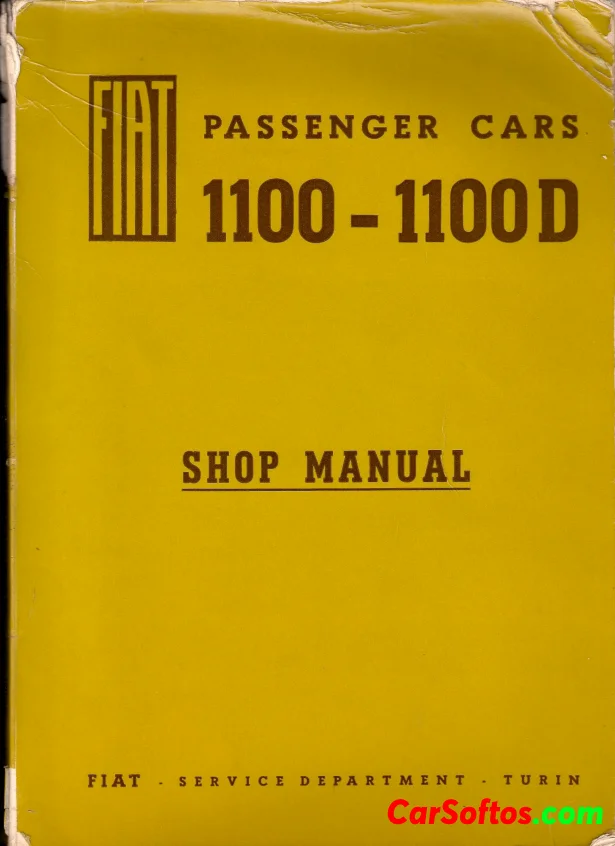 FIAT
PASSENGER CARS
1100 - 1100 D
SHOP MANUAL
FIAT - SERVICE DEPARTMENT - TURIN
CarSoftos.com